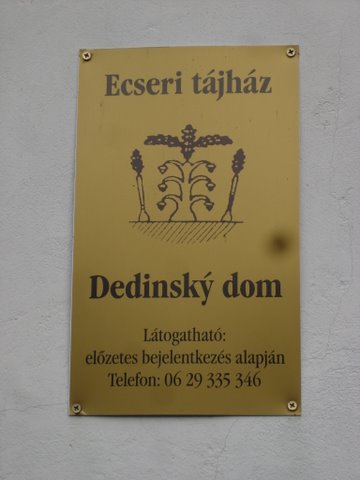 Ecseri tájház
Dedinský dom
Látogatható:
előzetes bejelentkezés alapján
Telefon: 06 29 335 346